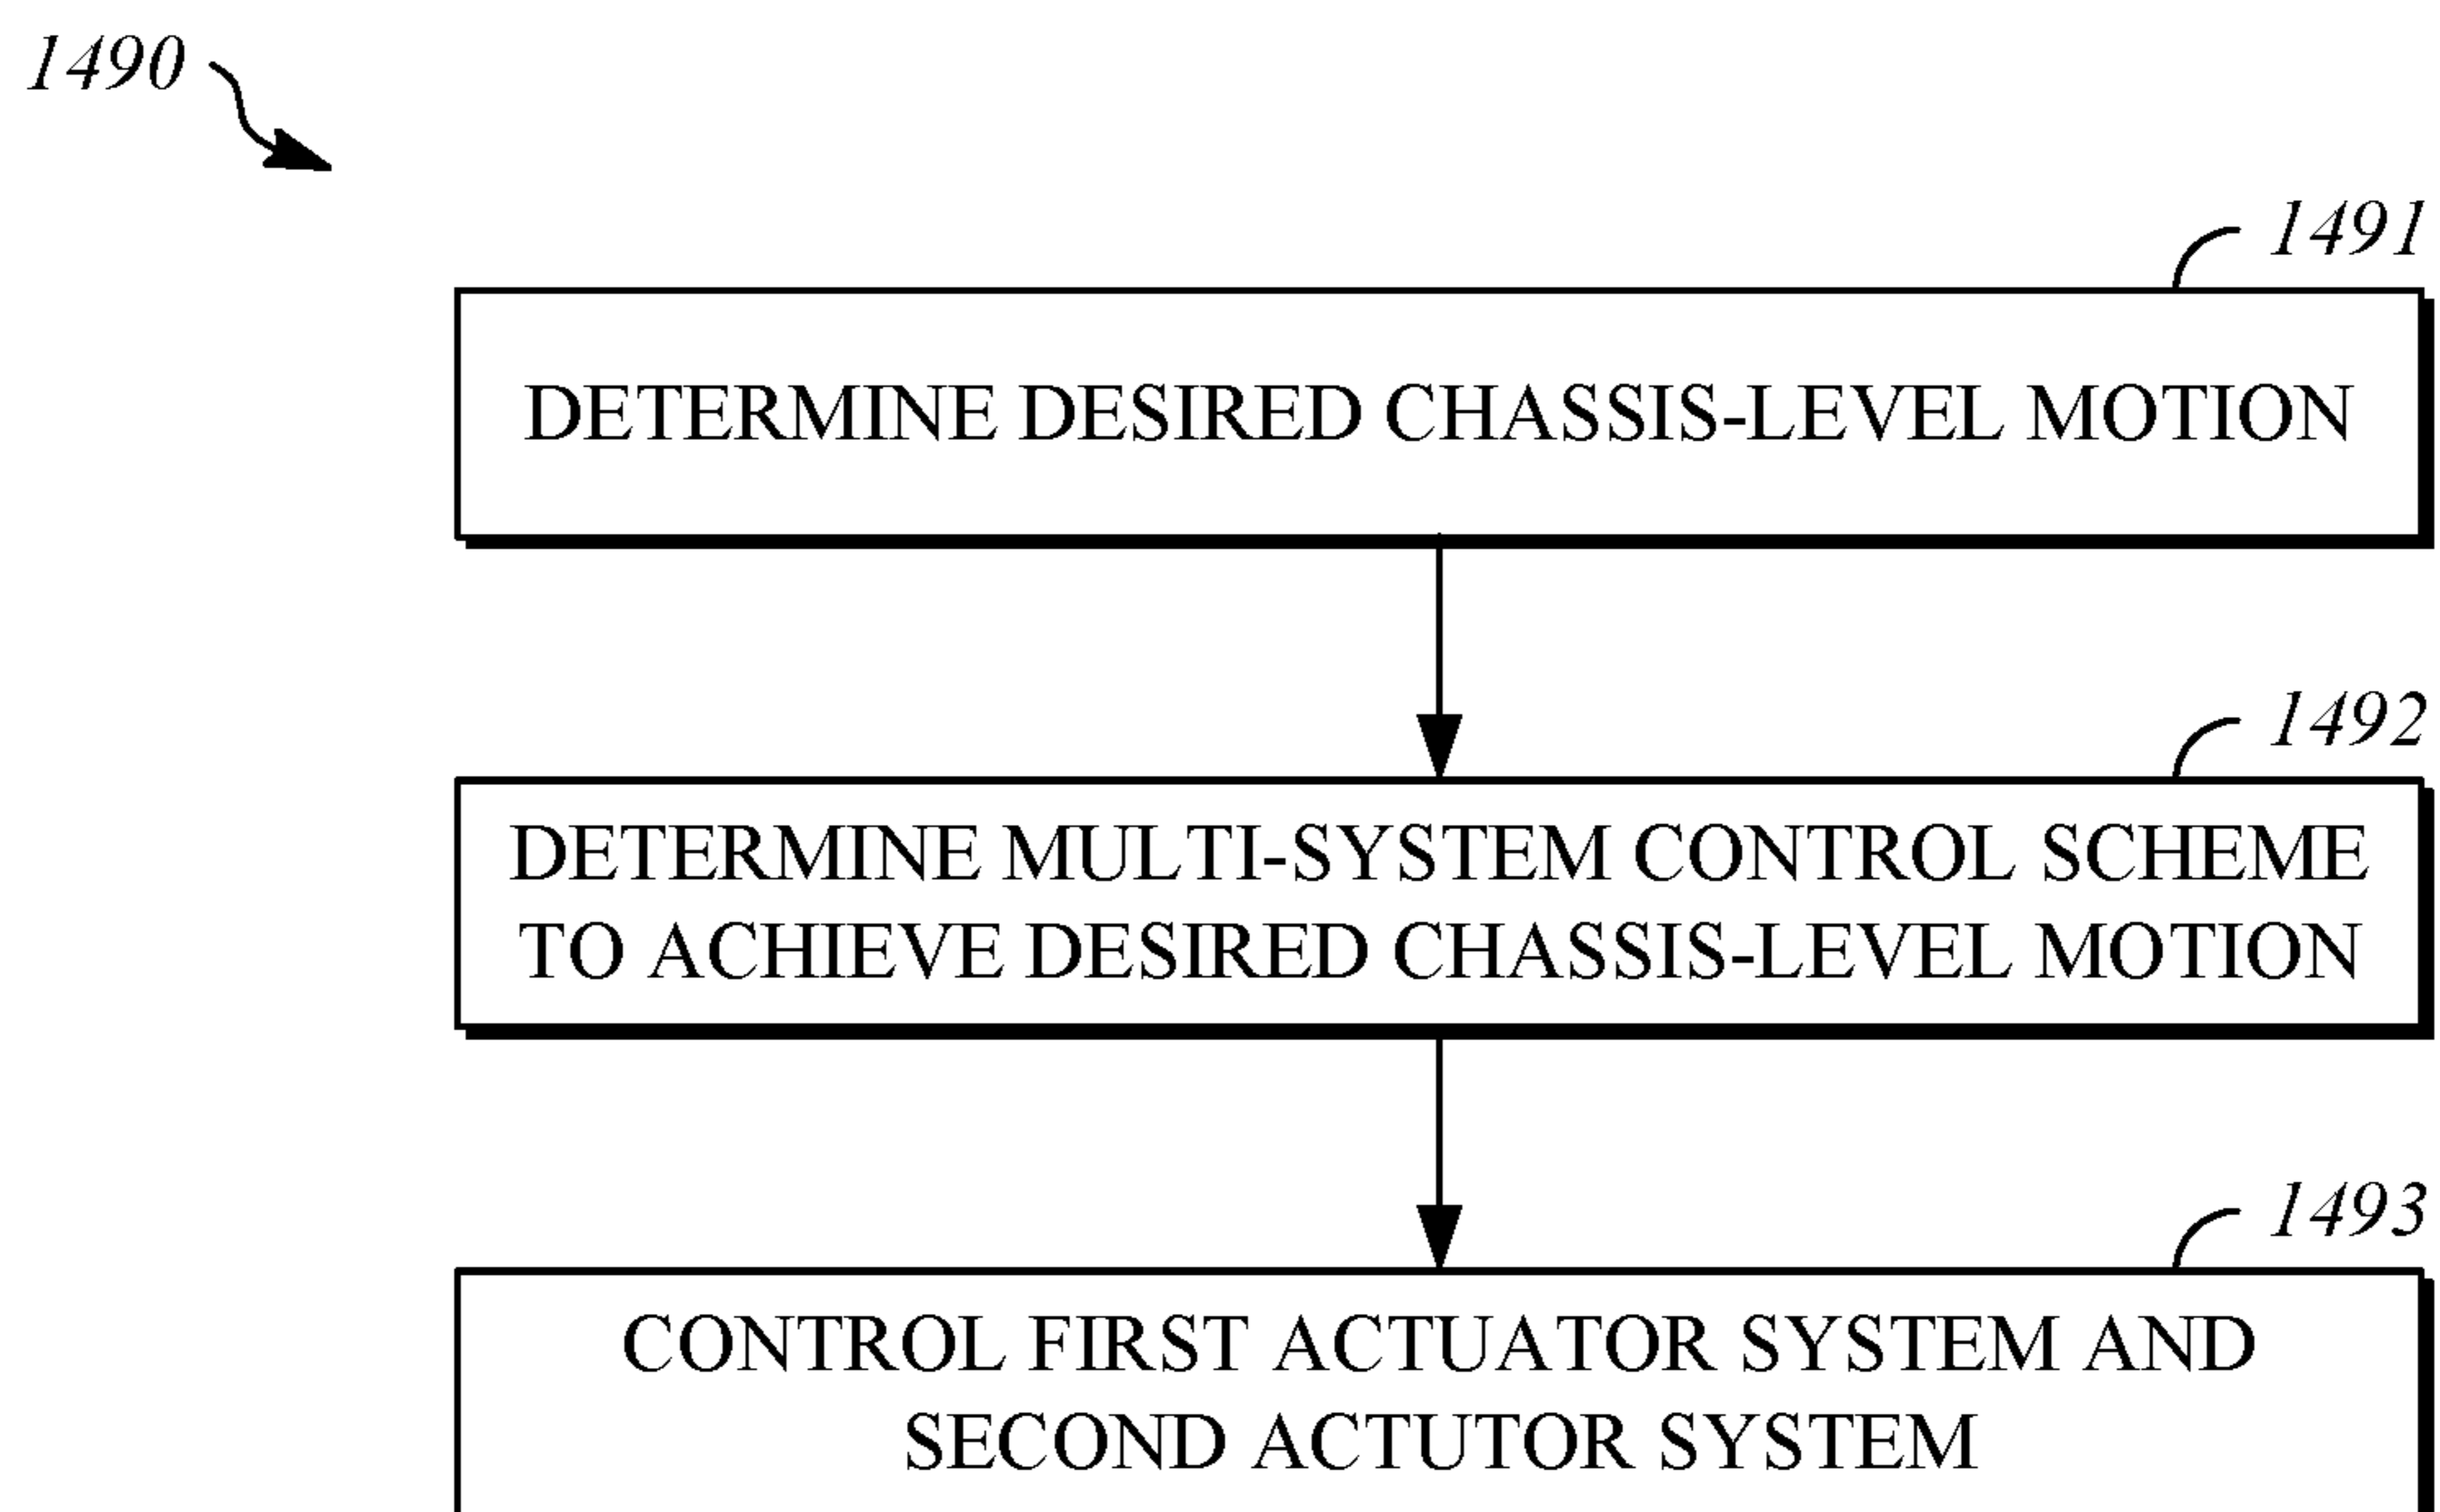 1490
1491
DETERMINE DESIRED CHASSIS-LEVEL MOTION
1492
DETERMINE MULTI-SYSTEM CONTROL SCHEME
TO ACHIEVE DESIRED CHASSIS-LEVEL MOTION
1493
CONTROL FIRST ACTUATOR SYSTEM AND
SECOND ACTUTOR SYSTEM